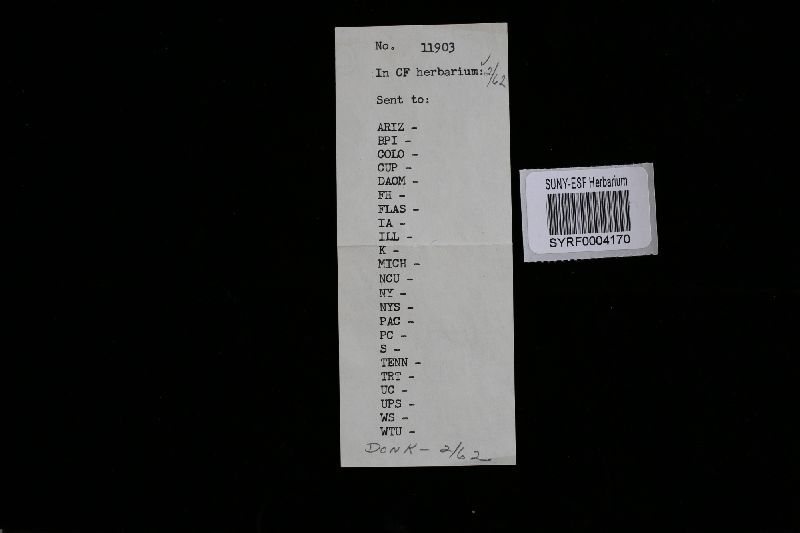 No. 11903
In CF herbarium: ✓ 2/62
Sent to:
ARIZ -
BPI -
COLO -
CUP -
DAOM -
FH -
FLAS -
IA -
ILL -
K -
MICH -
NCU -
NY -
NYS -
PAC -
PC -
S -
TENN -
TRT -
UC -
UPS -
WS -
WTU -
DONK - 2/62
SUNY-ESF Herbarium
SYRF0004170